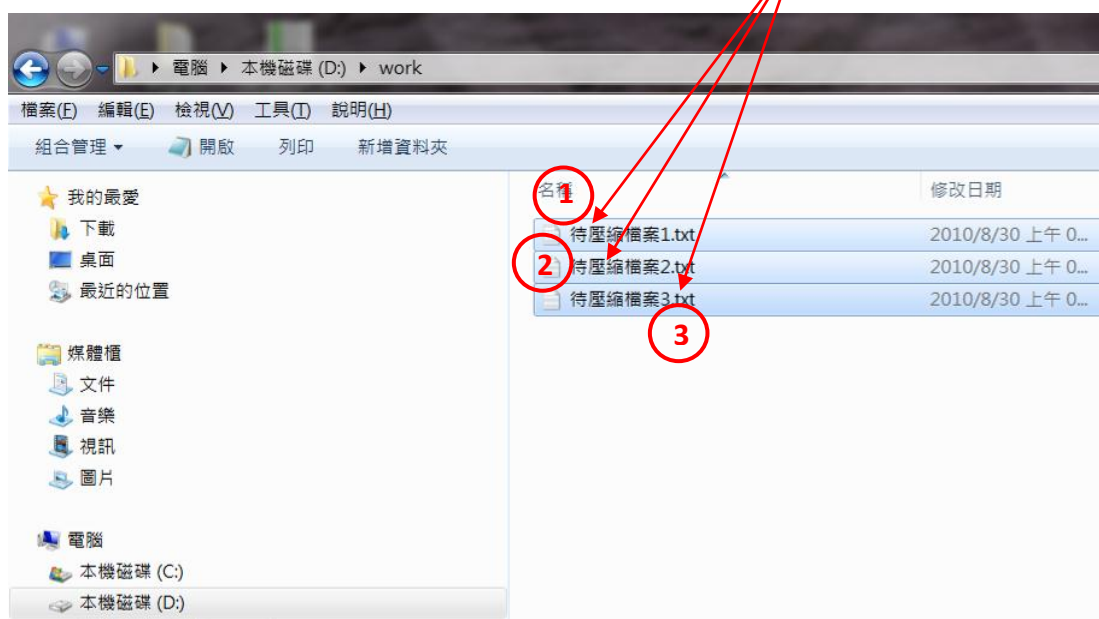 電腦 ▸ 本機磁碟 (D:) ▸ work
檔案(F) 編輯(E) 檢視(V) 工具(T) 說明(H)
組合管理 ▾ 開啟 列印 新增資料夾
我的最愛
下載
桌面
最近的位置
媒體櫃
文件
音樂
視訊
圖片
電腦
本機磁碟 (C:)
本機磁碟 (D:)
名稱 修改日期
1
待壓縮檔案1.txt 2010/8/30 上午 0...
2
待壓縮檔案2.txt 2010/8/30 上午 0...
待壓縮檔案3.txt 2010/8/30 上午 0...
3